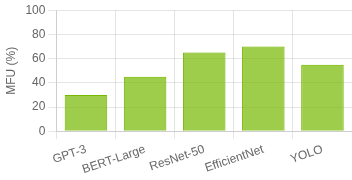 100
80
60
40
20
0
MFU (%)
GPT-3
BERT-Large
ResNet-50
EfficientNet
YOLO